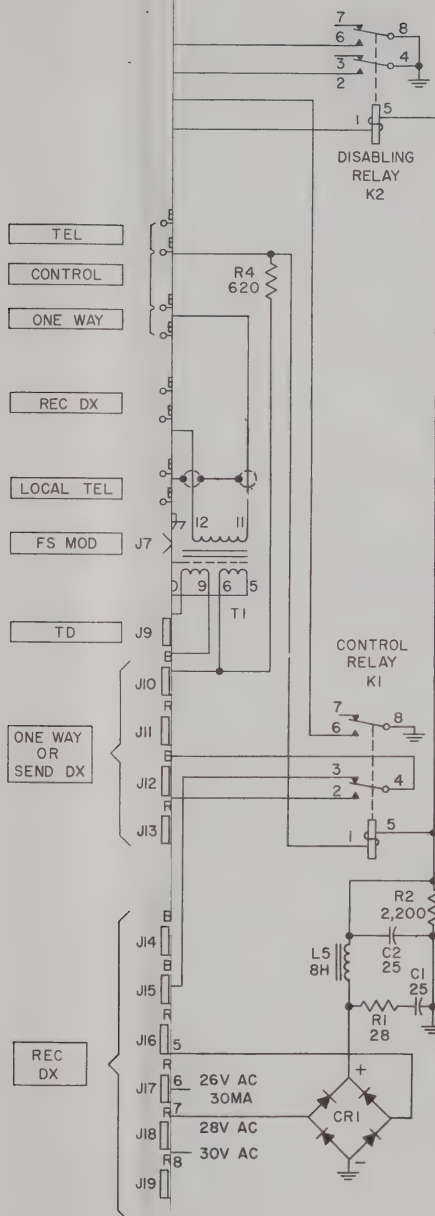 7
6
8
3
4
2
1
5
DISABLING
RELAY
K2
TEL
CONTROL
ONE WAY
REC DX
LOCAL TEL
FS MOD
TD
R4
620
12
11
J7
9
6
5
T1
J9
B
J10
R
J11
R
B
J12
R
J13
ONE WAY
OR
SEND DX
CONTROL
RELAY
K1
7
6
8
3
2
4
1
5
R2
2,200
L5
8H
C2
25
C1
25
R1
28
B
J14
B
J15
R
J16
5
R
J17
6
26V AC
30MA
R
7
J18
28V AC
R
8
30V AC
J19
REC
DX
+
CR1
-